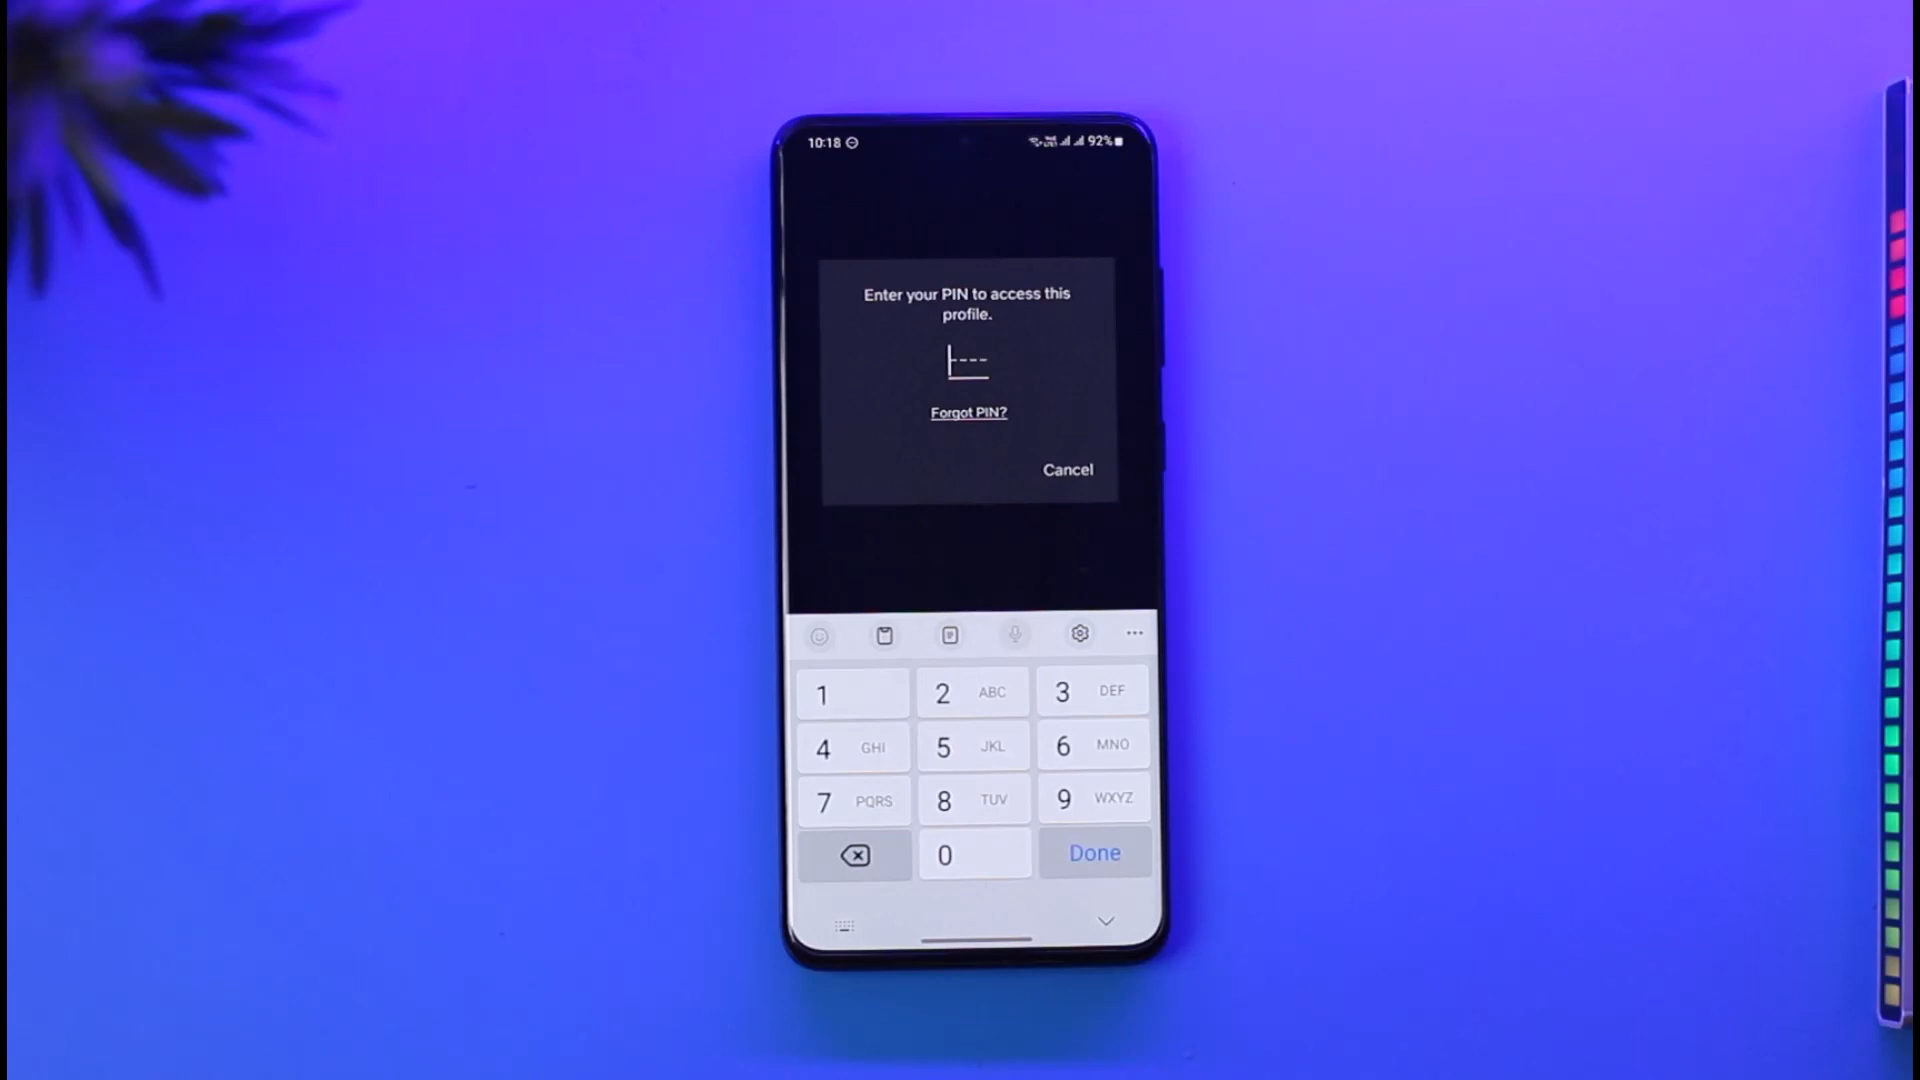 10:18
92%
Enter your PIN to access this
profile.
Forgot PIN?
Cancel
1
2 ABC
3 DEF
4 GHI
5 JKL
6 MNO
7 PQRS
8 TUV
9 WXYZ
0
Done